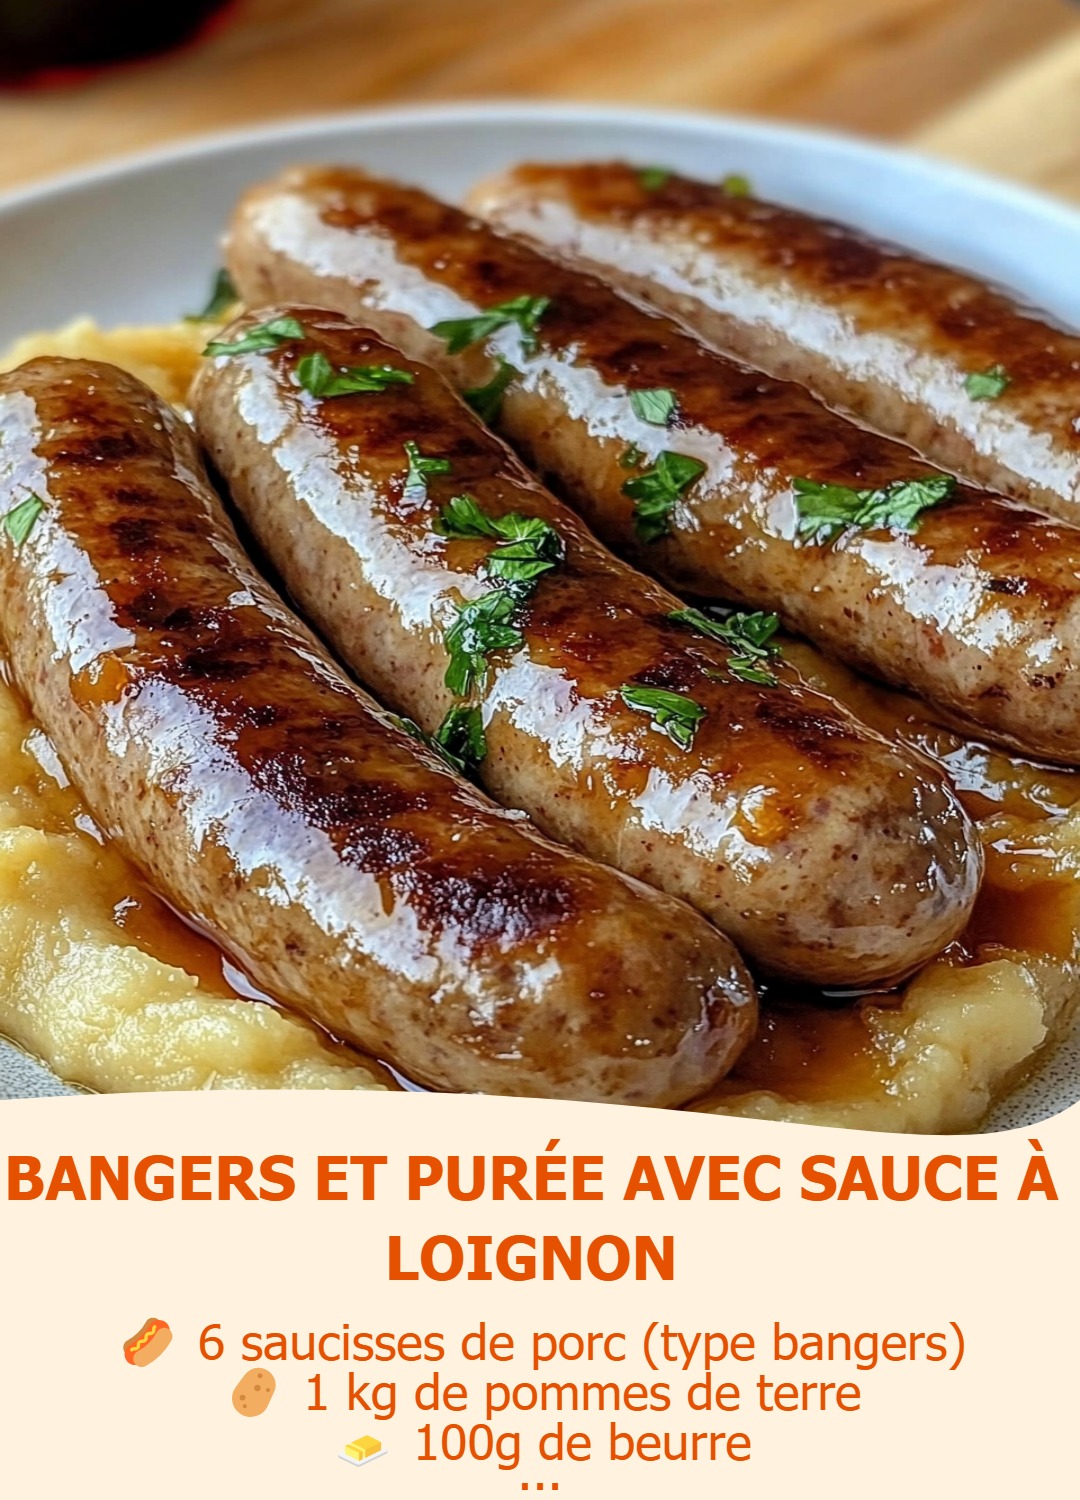 BANGERS ET PURÉE AVEC SAUCE À
LOIGNON
6 saucisses de porc (type bangers)
1 kg de pommes de terre
100g de beurre
...